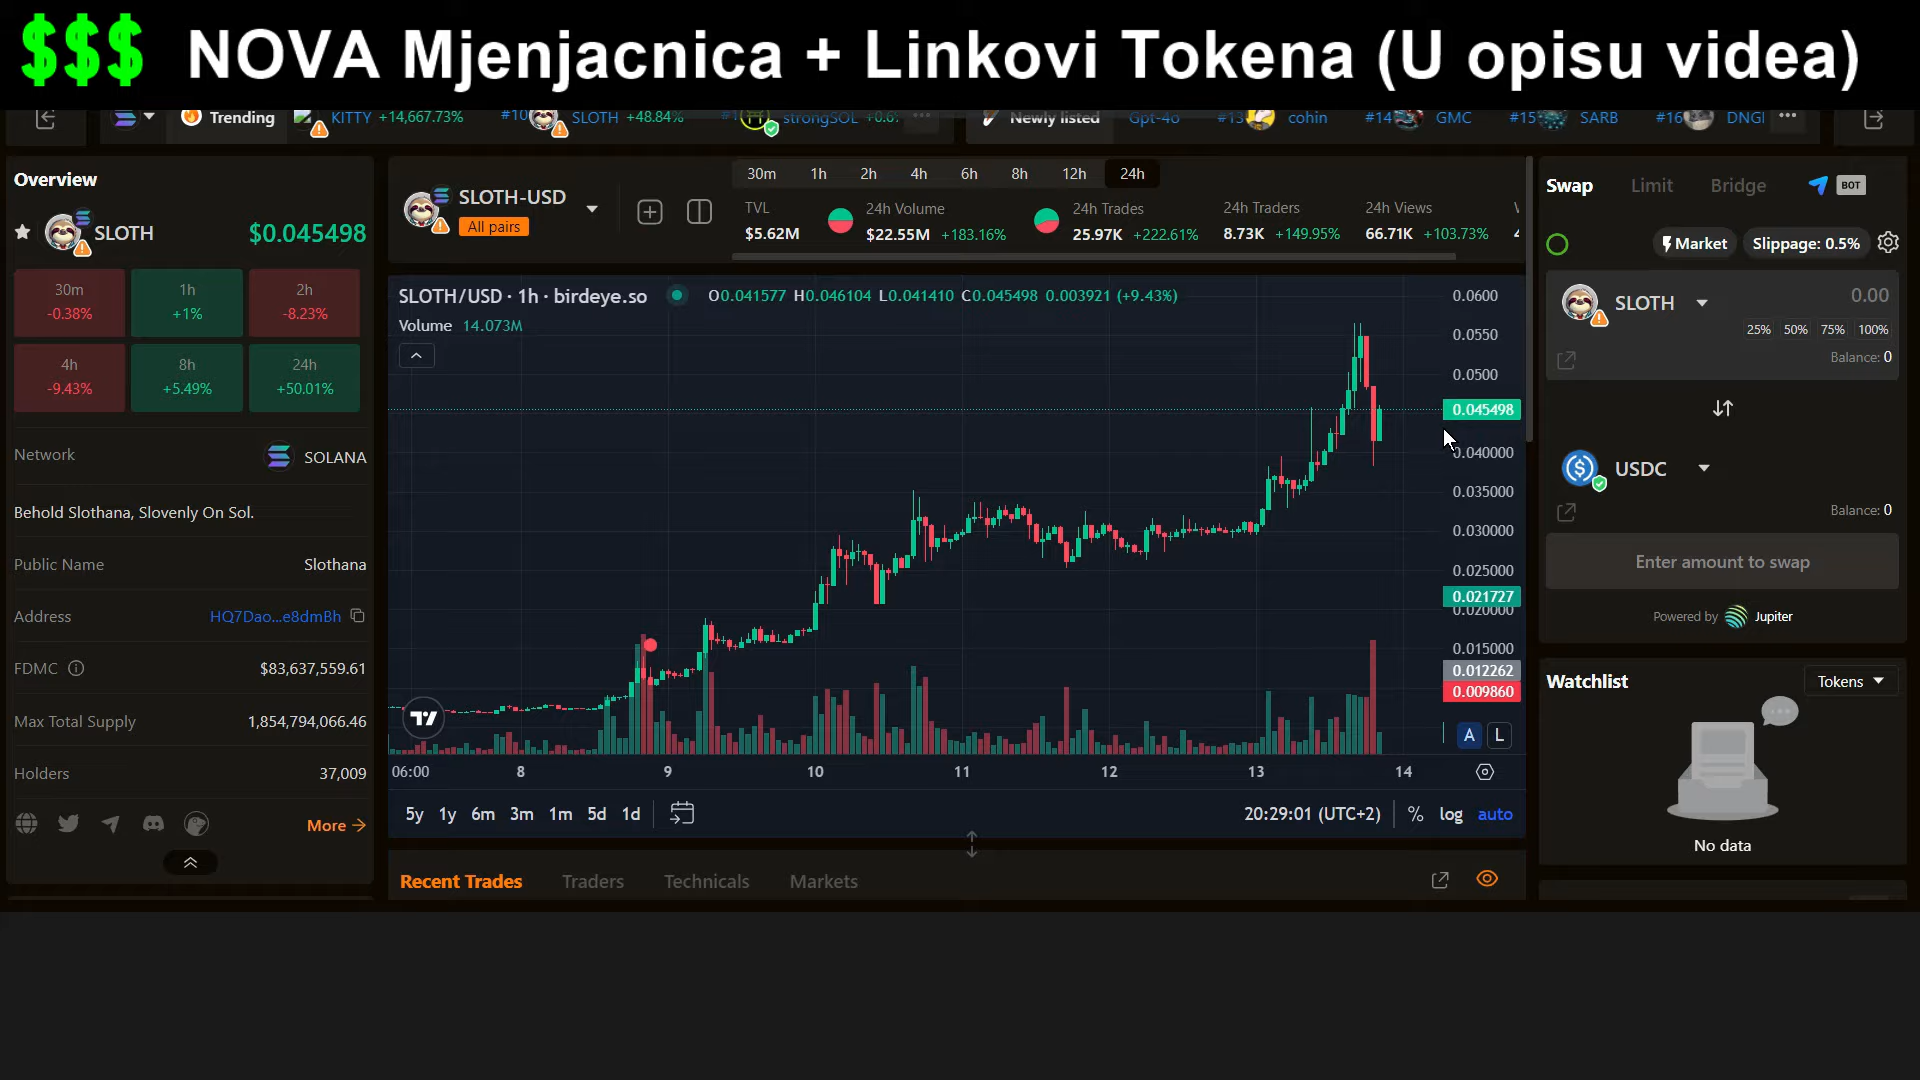 $$$ NOVA Mjenjacnica + Linkovi Tokena (U opisu videa)
Trending
KITTY +14,667.73%
#10 SLOTH +48.84%
strongSOL
Newly listed
Gpt-4o
#13 cohin
#14 GMC
#15 SARB
#16 DNGI
Overview
SLOTH $0.045498
30m 1h 2h
-0.38% +1% -8.23%
4h 8h 24h
-9.43% +5.49% +50.01%
Network SOLANA
Behold Slothana, Slovenly On Sol.
Public Name Slothana
Address HQ7Dao...e8dmBh
FDMC $83,637,559.61
Max Total Supply 1,854,794,066.46
Holders 37,009
More
SLOTH-USD
All pairs
30m 1h 2h 4h 6h 8h 12h 24h
TVL 24h Volume 24h Trades 24h Traders 24h Views
$5.62M $22.55M +183.16% 25.97K +222.61% 8.73K +149.95% 66.71K +103.73%
SLOTH/USD · 1h · birdeye.so O0.041577 H0.046104 L0.041410 C0.045498 0.003921 (+9.43%)
Volume 14.073M
0.0600
0.0550
0.0500
0.045498
0.040000
0.035000
0.030000
0.025000
0.021727
0.020000
0.015000
0.012262
0.009860
A L
06:00 8 9 10 11 12 13 14
5y 1y 6m 3m 1m 5d 1d 20:29:01 (UTC+2) % log auto
Recent Trades Traders Technicals Markets
Swap Limit Bridge BOT
Market Slippage: 0.5%
SLOTH 0.00
25% 50% 75% 100%
Balance: 0
USDC
Balance: 0
Enter amount to swap
Powered by Jupiter
Watchlist Tokens
No data